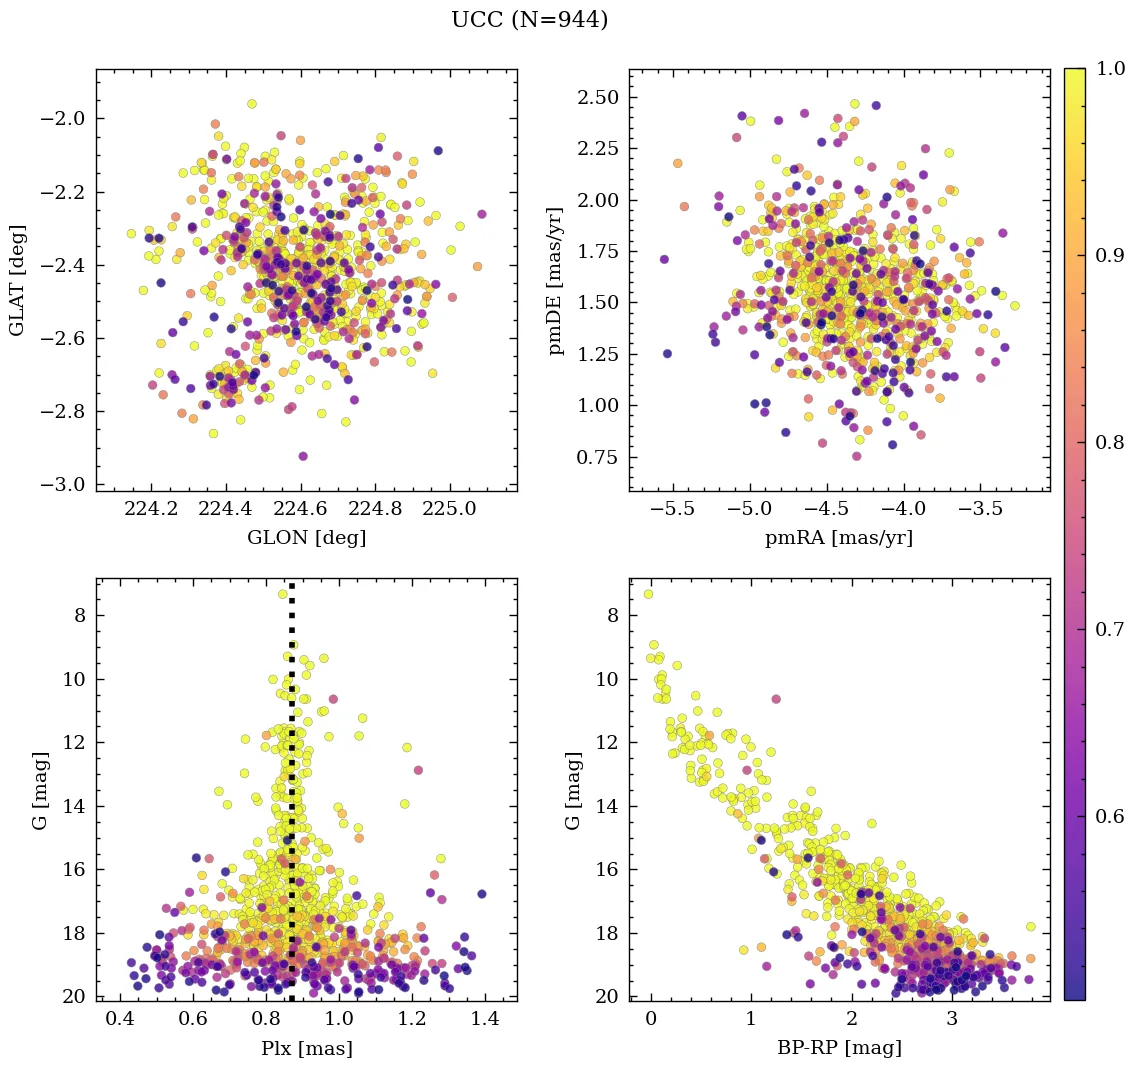 UCC (N=944)
−2.0
−2.2
−2.4
−2.6
−2.8
−3.0
GLAT [deg]
224.2 224.4 224.6 224.8 225.0
GLON [deg]
2.50
2.25
2.00
1.75
1.50
1.25
1.00
0.75
pmDE [mas/yr]
−5.5 −5.0 −4.5 −4.0 −3.5
pmRA [mas/yr]
1.0
0.9
0.8
0.7
0.6
8
10
12
14
16
18
20
G [mag]
0.4 0.6 0.8 1.0 1.2 1.4
Plx [mas]
8
10
12
14
16
18
20
G [mag]
0 1 2 3
BP-RP [mag]